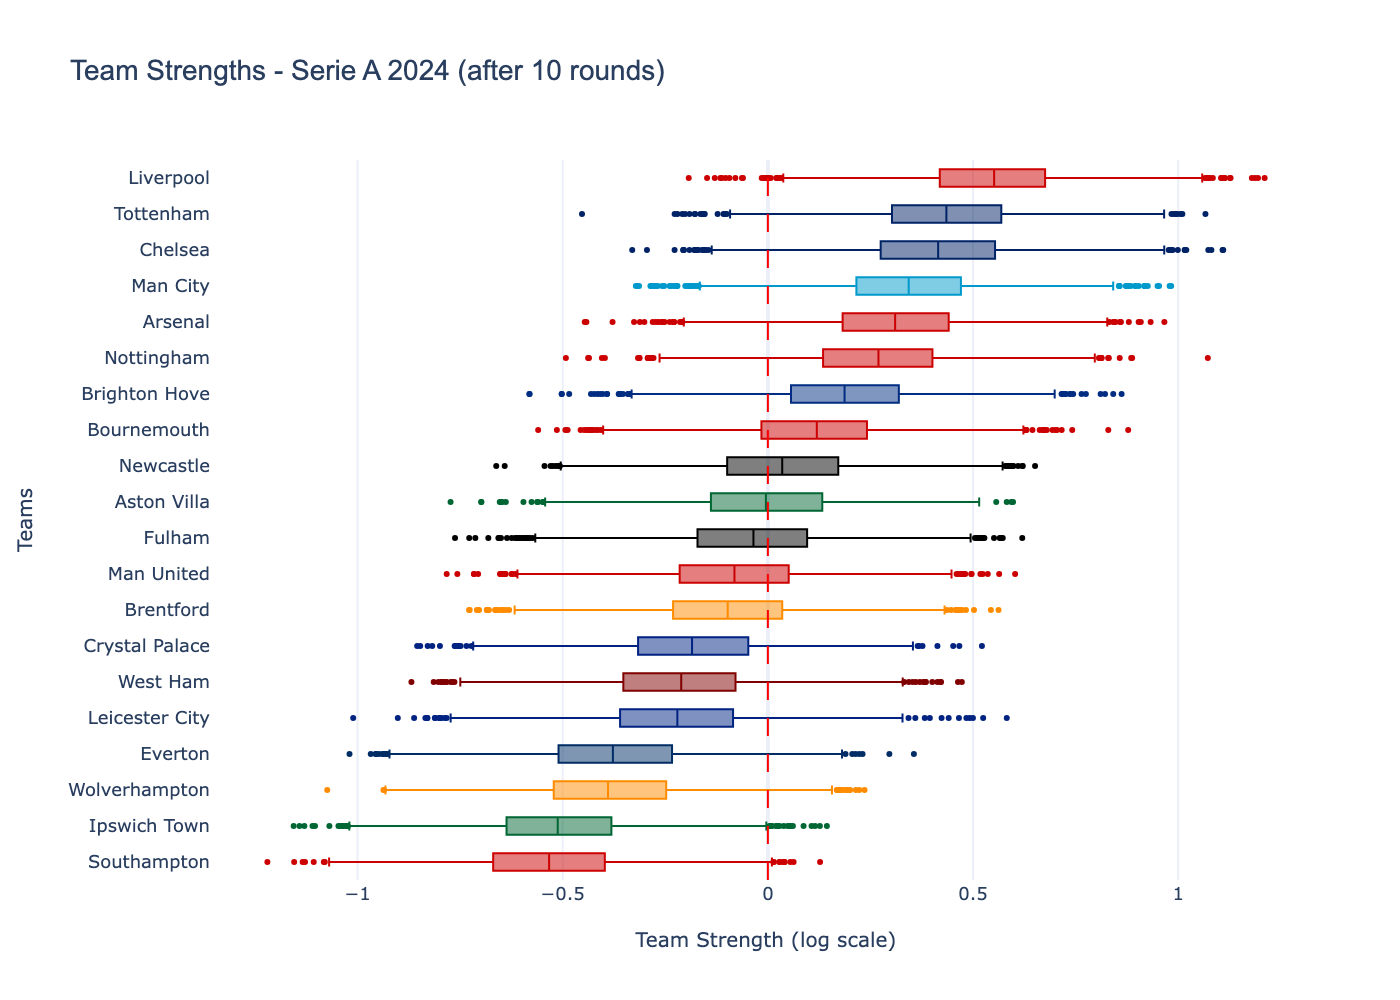 Team Strengths - Serie A 2024 (after 10 rounds)
Teams
Liverpool
Tottenham
Chelsea
Man City
Arsenal
Nottingham
Brighton Hove
Bournemouth
Newcastle
Aston Villa
Fulham
Man United
Brentford
Crystal Palace
West Ham
Leicester City
Everton
Wolverhampton
Ipswich Town
Southampton
−1 −0.5 0 0.5 1
Team Strength (log scale)